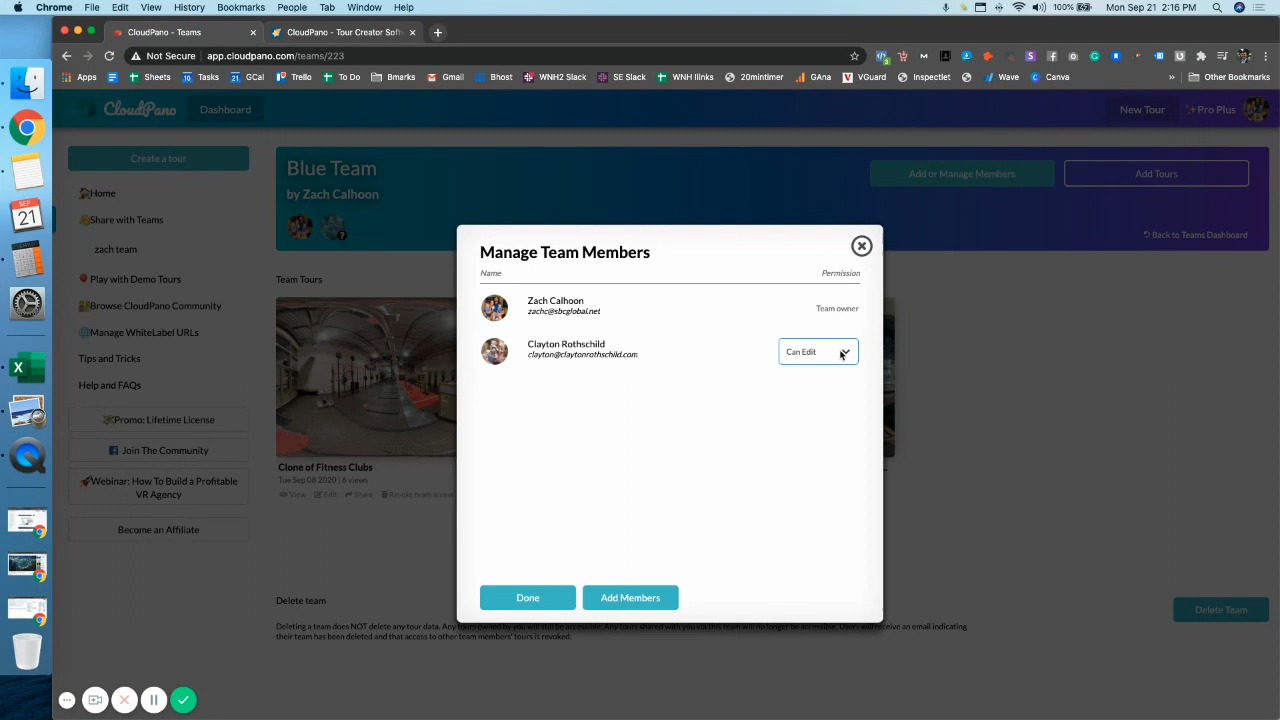 Chrome File Edit View History Bookmarks People Tab Window Help 100% Mon Sep 21 2:16 PM
CloudPano - Teams CloudPano - Tour Creator Soft
Not Secure app.cloudpano.com/teams/223
Apps Sheets Tasks GCal Trello To Do Bmarks Gmail Bhost WNH2 Slack SE Slack WNH llnks 20mintimer GAna VGuard Inspectlet Wave Canva » Other Bookmarks
CloudPano Dashboard New Tour Pro Plus
Create a tour
Home
Share with Teams
zach team
Play with Demo Tours
Browse CloudPano Community
Manage WhiteLabel URLs
Tips and Tricks
Help and FAQs
Promo: Lifetime License
Join The Community
Webinar: How To Build a Profitable
VR Agency
Become an Affiliate
Blue Team
by Zach Calhoon
Add or Manage Members
Add Tours
Back to Teams Dashboard
Team Tours
Clone of Fitness Clubs
Tue Sep 08 2020 | 6 views
View Edit Share Revoke team access
Manage Team Members
Name Permission
Zach Calhoon
zachc@sbcglobal.net
Team owner
Clayton Rothschild
clayton@claytonrothschild.com
Can Edit
Done
Add Members
Delete team
Deleting a team does NOT delete any tour data. Any tours owned by you will still be accessible. Any tours shared with you via this team will no longer be accessible. Users will receive an email indicating
their team has been deleted and that access to other team members' tours is revoked.
Delete Team
SEP
21